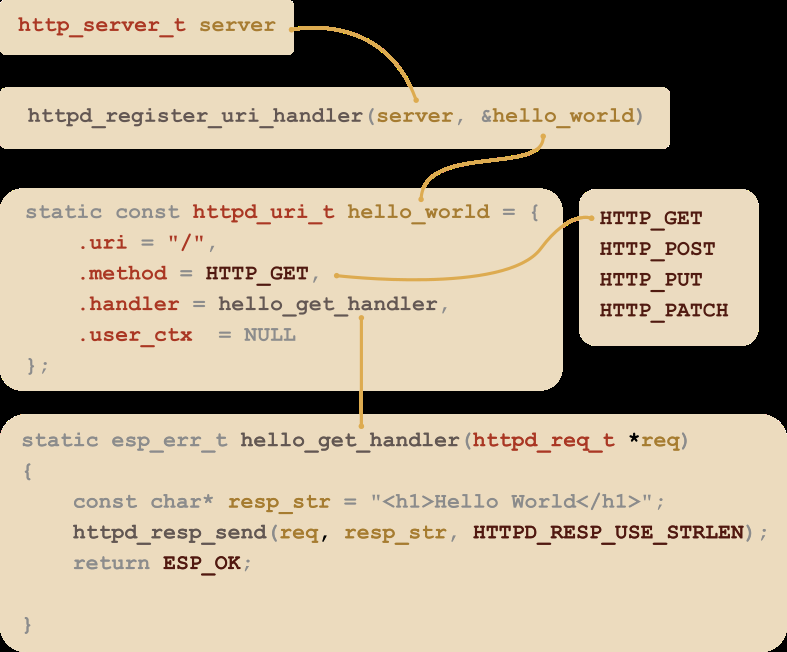 http_server_t server
httpd_register_uri_handler(server, &hello_world)
static const httpd_uri_t hello_world = {
    .uri = "/",
    .method = HTTP_GET,
    .handler = hello_get_handler,
    .user_ctx  = NULL
};
HTTP_GET
HTTP_POST
HTTP_PUT
HTTP_PATCH
static esp_err_t hello_get_handler(httpd_req_t *req)
{
    const char* resp_str = "<h1>Hello World</h1>";
    httpd_resp_send(req, resp_str, HTTPD_RESP_USE_STRLEN);
    return ESP_OK;
}